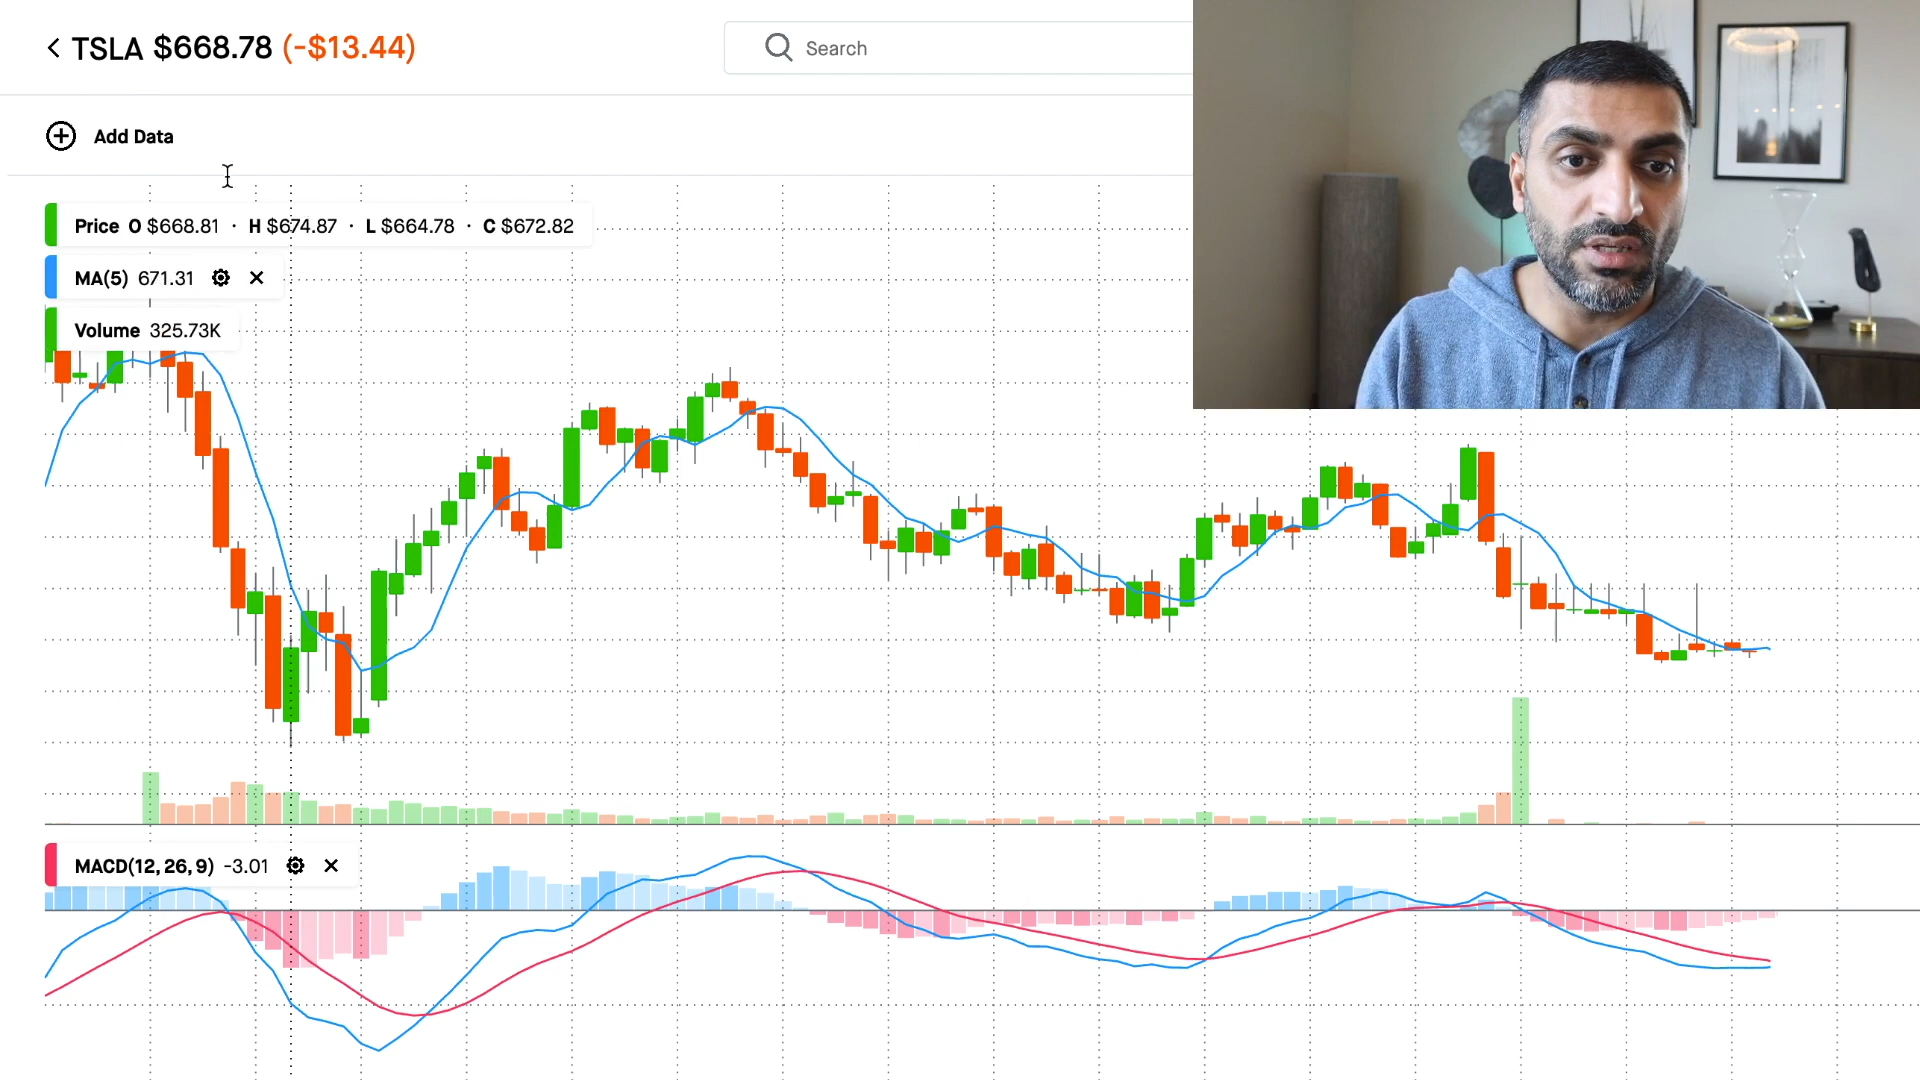 TSLA $668.78 (-$13.44)
Search
Add Data
Price O $668.81 · H $674.87 · L $664.78 · C $672.82
MA(5) 671.31
Volume 325.73K
MACD(12, 26, 9) -3.01